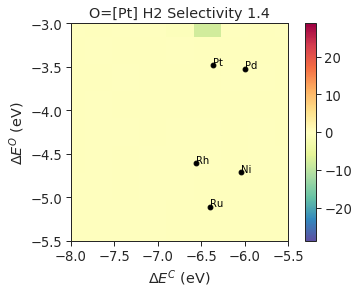 O=[Pt] H2 Selectivity 1.4
ΔE^O (eV)
−3.0
−3.5
−4.0
−4.5
−5.0
−5.5
Pt
Pd
Rh
Ni
Ru
−8.0 −7.5 −7.0 −6.5 −6.0 −5.5
ΔE^C (eV)
20
10
0
−10
−20